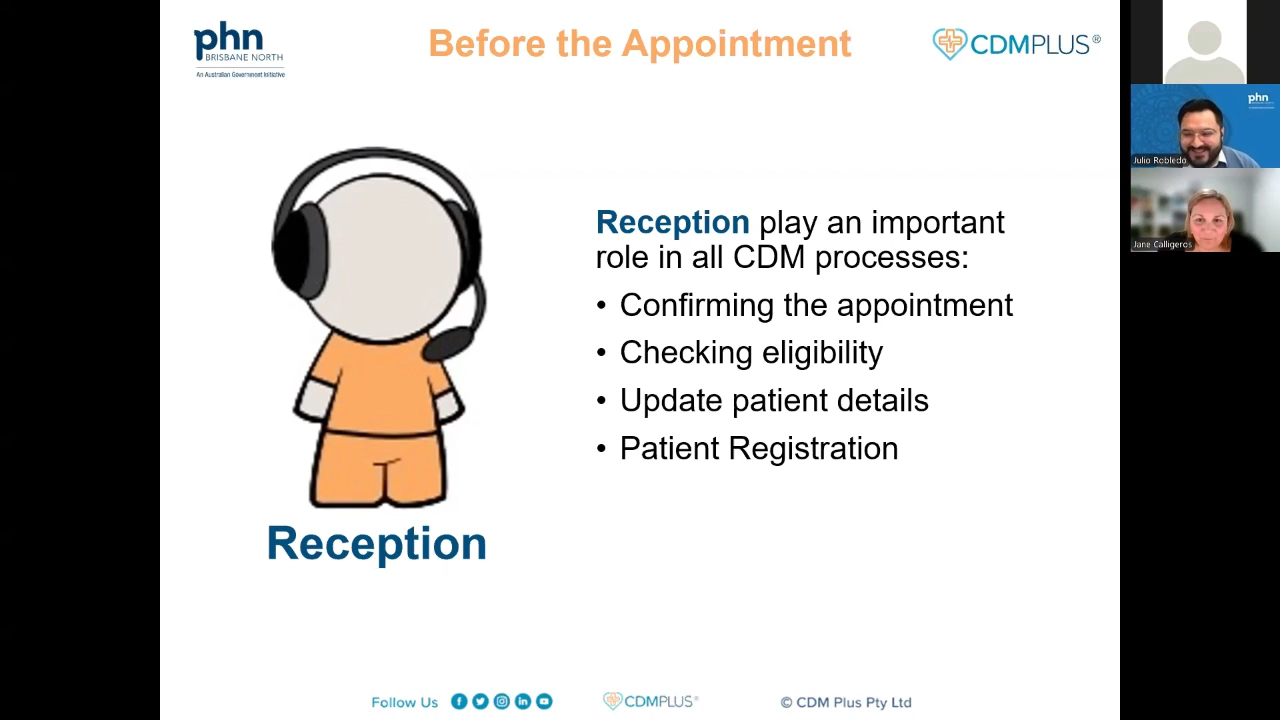 phn
BRISBANE NORTH
An Australian Government Initiative
Before the Appointment
CDMPLUS®
phn
Julio Robledo
Jane Calligeros
Reception play an important
role in all CDM processes:
• Confirming the appointment
• Checking eligibility
• Update patient details
• Patient Registration
Reception
Follow Us
CDMPLUS®
© CDM Plus Pty Ltd